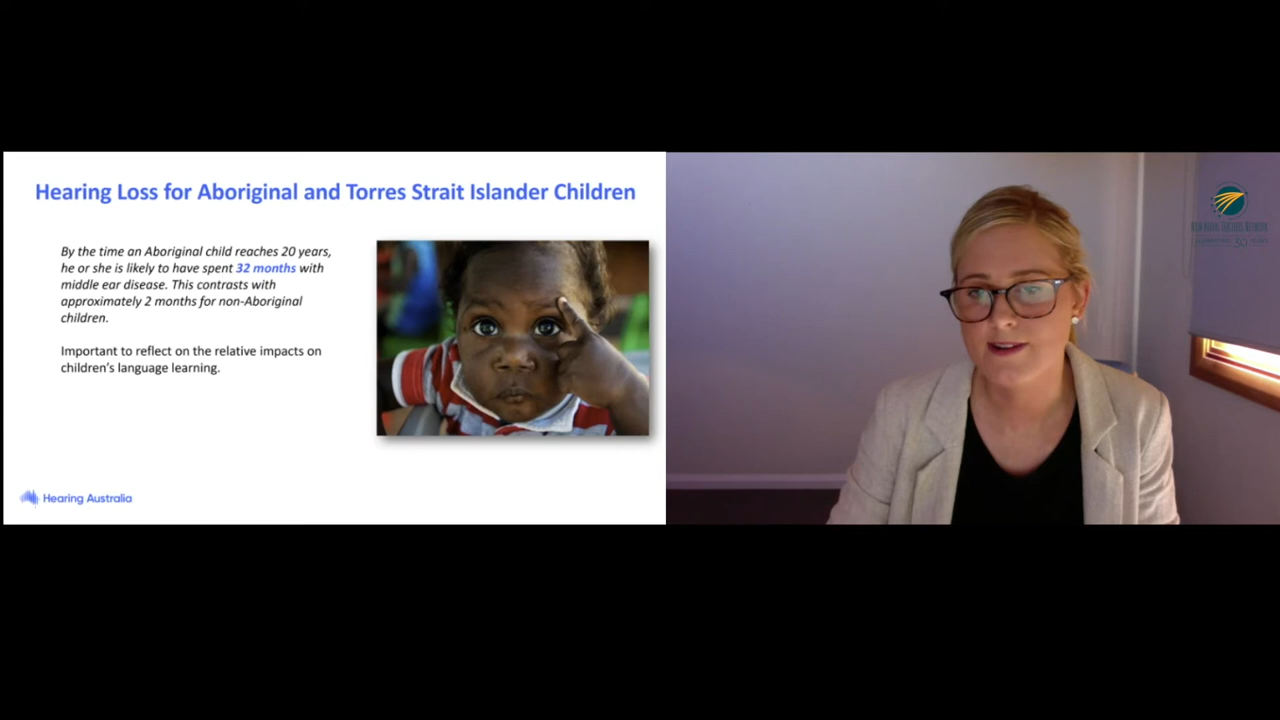 Hearing Loss for Aboriginal and Torres Strait Islander Children
By the time an Aboriginal child reaches 20 years,
he or she is likely to have spent 32 months with
middle ear disease. This contrasts with
approximately 2 months for non-Aboriginal
children.
Important to reflect on the relative impacts on
children's language learning.
Hearing Australia
30